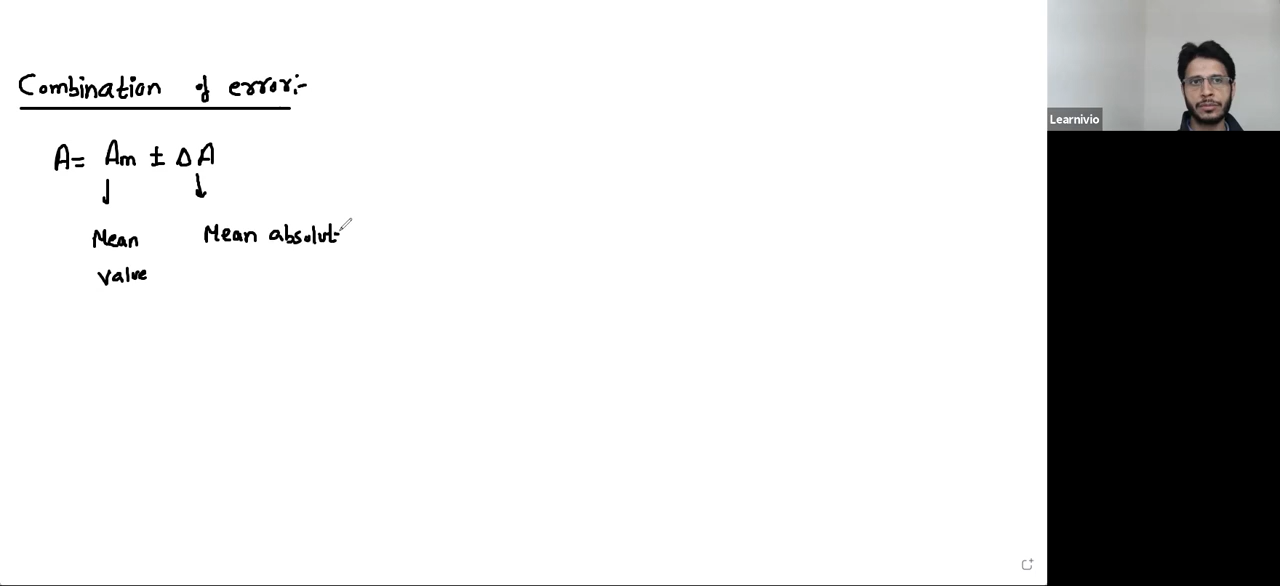 Combination of error:-
A = Am ± ΔA
Mean value
Mean absolut
Learnivio